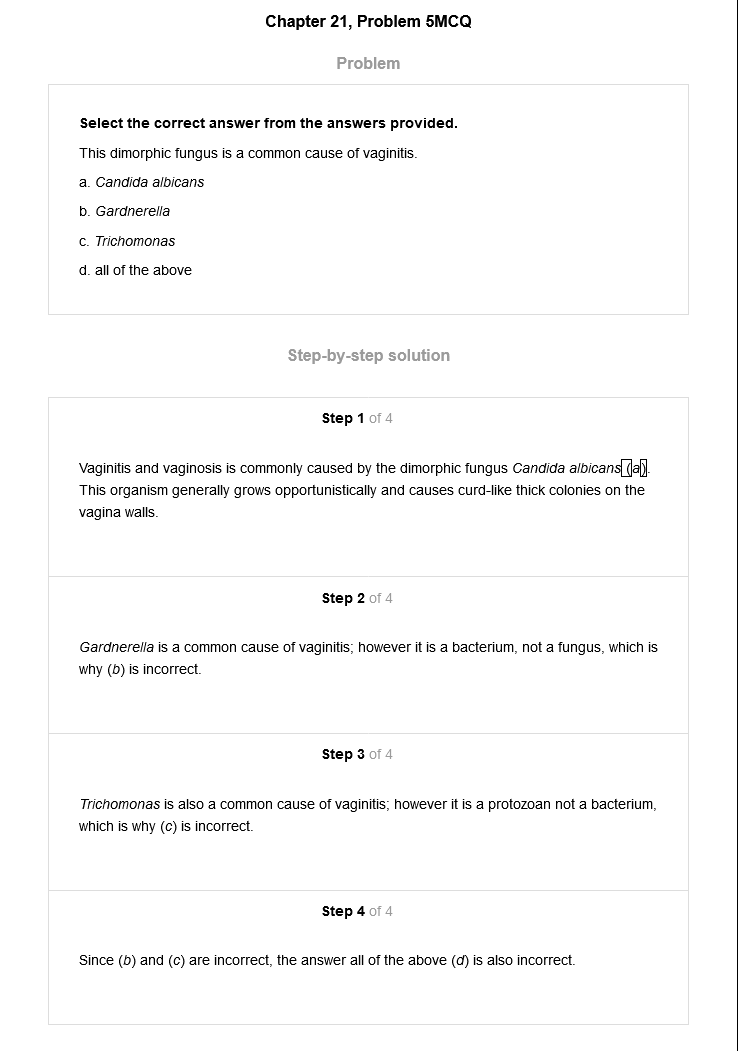 Chapter 21, Problem 5MCQ
Problem
Select the correct answer from the answers provided.
This dimorphic fungus is a common cause of vaginitis.
a. Candida albicans
b. Gardnerella
c. Trichomonas
d. all of the above
Step-by-step solution
Step 1 of 4
Vaginitis and vaginosis is commonly caused by the dimorphic fungus Candida albicans (a).
This organism generally grows opportunistically and causes curd-like thick colonies on the
vagina walls.
Step 2 of 4
Gardnerella is a common cause of vaginitis; however it is a bacterium, not a fungus, which is
why (b) is incorrect.
Step 3 of 4
Trichomonas is also a common cause of vaginitis; however it is a protozoan not a bacterium,
which is why (c) is incorrect.
Step 4 of 4
Since (b) and (c) are incorrect, the answer all of the above (d) is also incorrect.